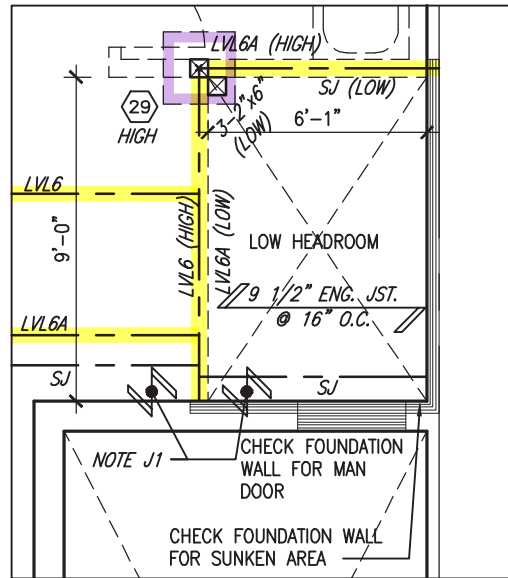 LVL6A (HIGH)
SJ (LOW)
29
HIGH
3-2"x6"
(LOW)
6'-1"
LVL6
9'-0"
LVL6 (HIGH)
LVL6A (LOW)
LOW HEADROOM
9 1/2" ENG. JST.
@ 16" O.C.
LVL6A
SJ
SJ
NOTE J1
CHECK FOUNDATION
WALL FOR MAN
DOOR
CHECK FOUNDATION WALL
FOR SUNKEN AREA